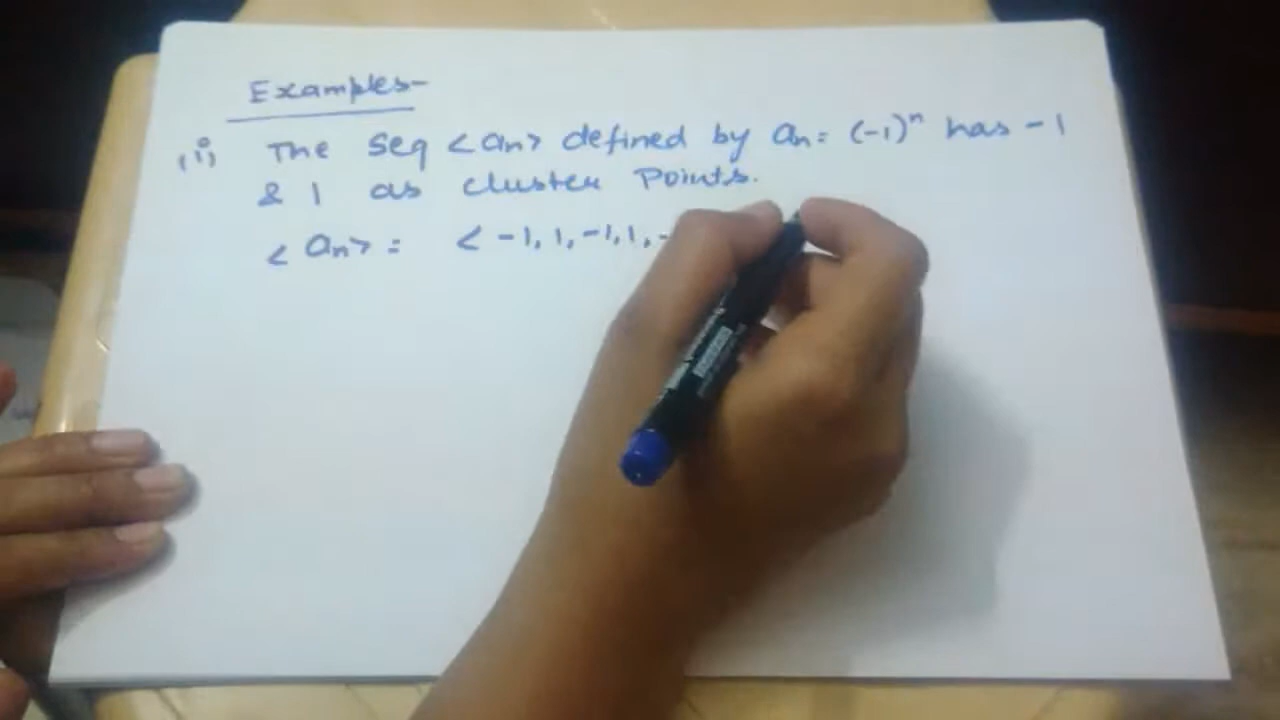 Examples-
(i) The Seq <an> defined by an = (-1)^n has -1
& 1 as cluster Points.
<an> = < -1, 1, -1, 1, -